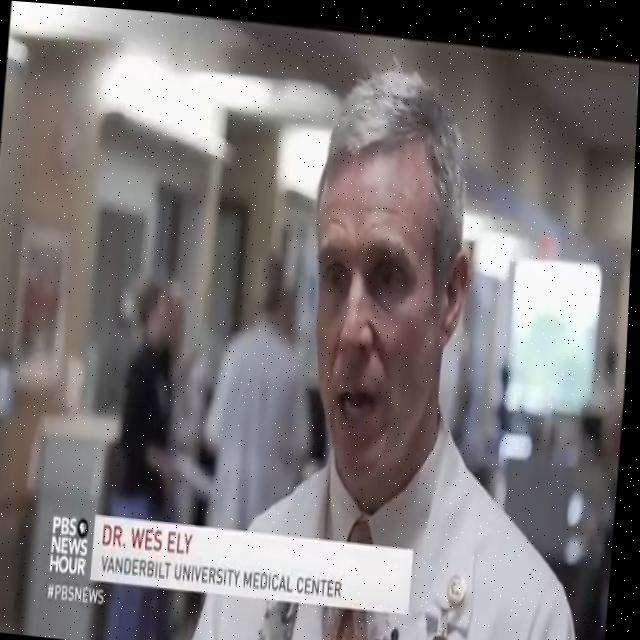 PBS
NEWS
HOUR
DR. WES ELY
VANDERBILT UNIVERSITY MEDICAL CENTER
#PBSNEWS